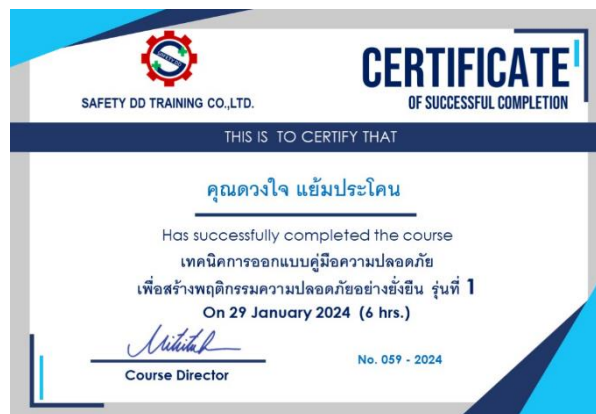 SAFETY DD
SAFETY DD TRAINING CO.,LTD.
CERTIFICATE
OF SUCCESSFUL COMPLETION
THIS IS TO CERTIFY THAT
คุณดวงใจ แย้มประโคน
Has successfully completed the course
เทคนิคการออกแบบคู่มือความปลอดภัย
เพื่อสร้างพฤติกรรมความปลอดภัยอย่างยั่งยืน รุ่นที่ 1
On 29 January 2024 (6 hrs.)
Course Director
No. 059 - 2024